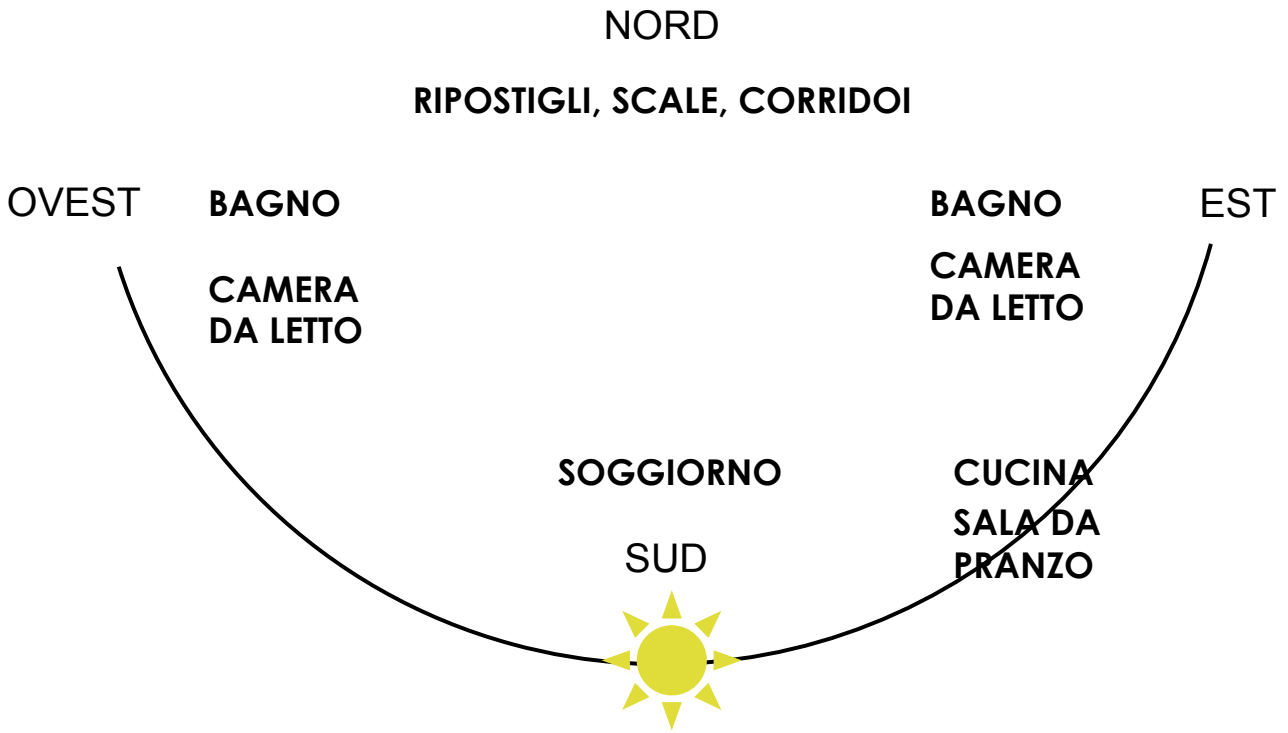 NORD
RIPOSTIGLI, SCALE, CORRIDOI
OVEST
BAGNO
BAGNO
EST
CAMERA
DA LETTO
CAMERA
DA LETTO
SOGGIORNO
CUCINA
SALA DA
PRANZO
SUD